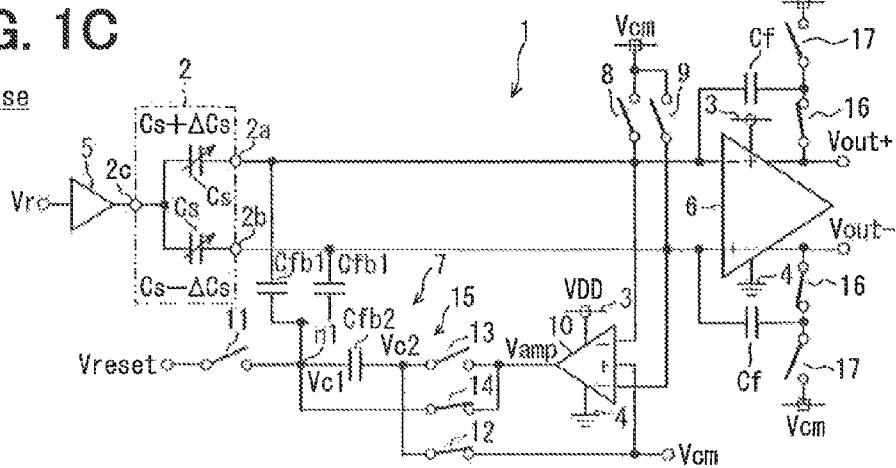 G. 1C
se
1
Vcm
17
2
8
9
Cf
Cs+ΔCs
2a
3
16
5
2c
Vout+
Vr
Cs
Cs
6
2b
Vout-
Cfb1
Cfb1
7
4
Cs-ΔCs
15
VDD
3
16
11
Cfb2
13
10
Vreset
n1
Vc2
Vamp
Vc1
14
4
Cf
17
12
Vcm
Vcm